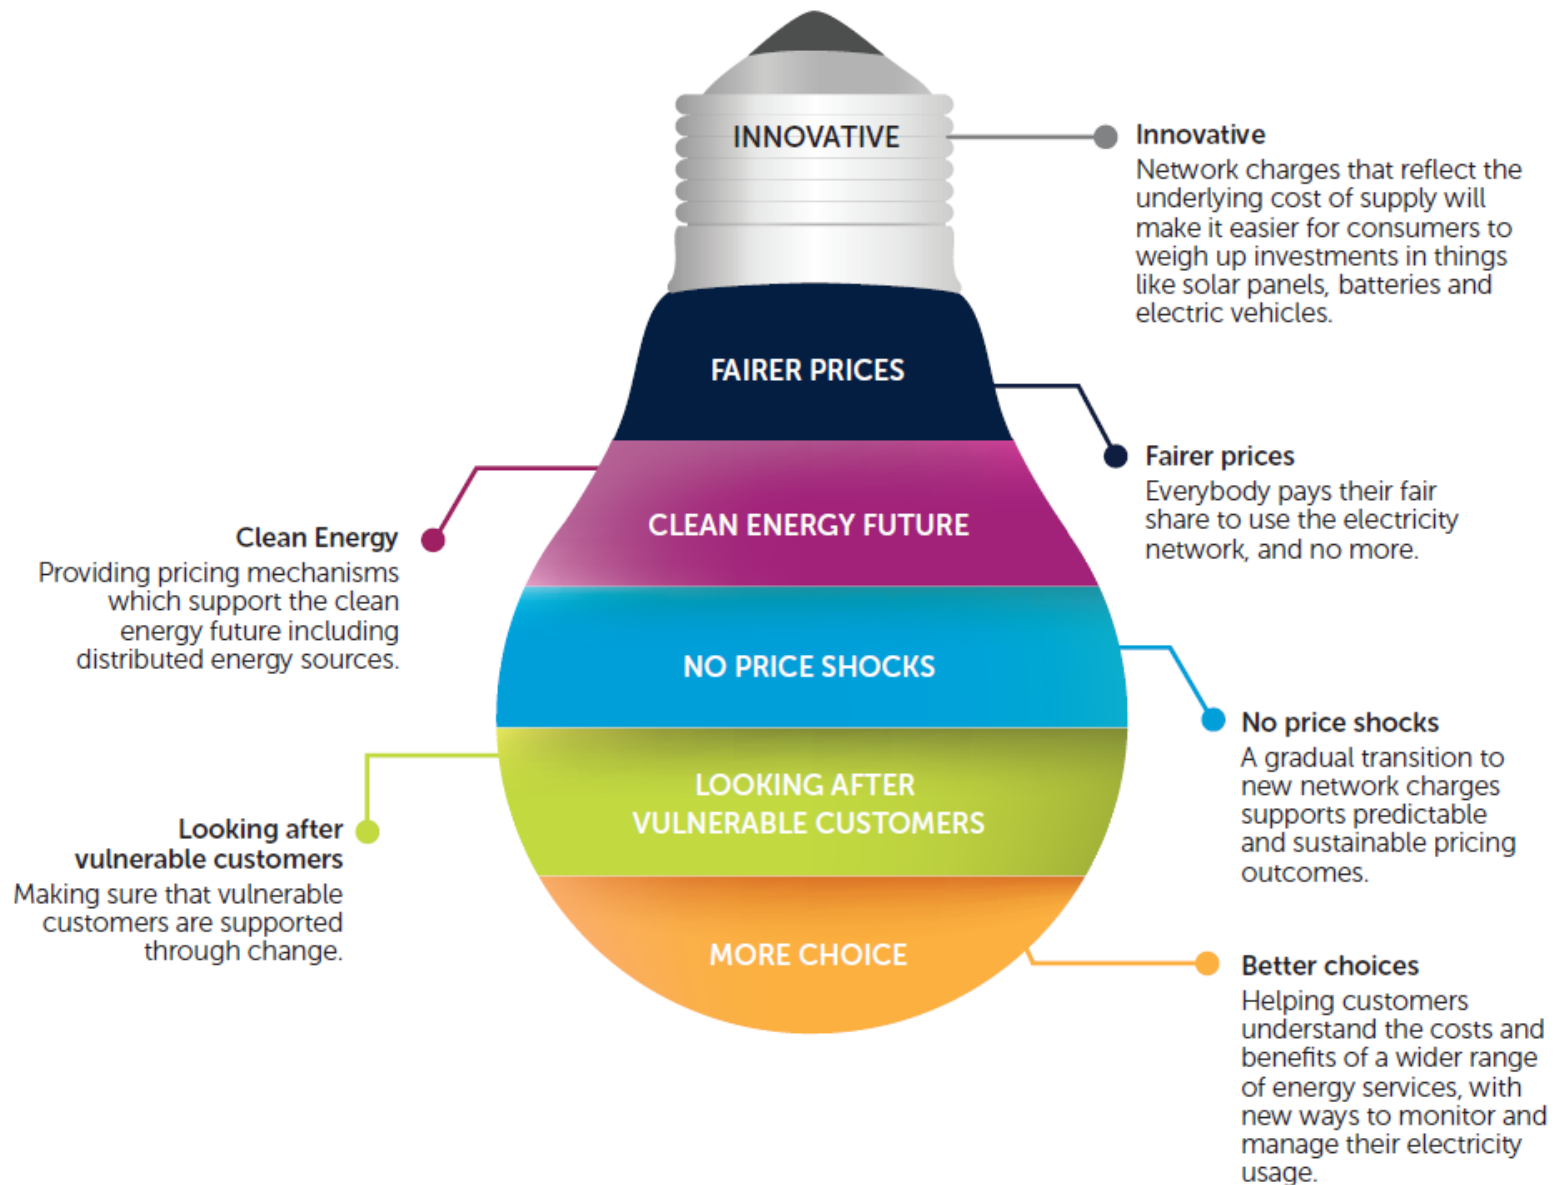 INNOVATIVE
Innovative
Network charges that reflect the
underlying cost of supply will
make it easier for consumers to
weigh up investments in things
like solar panels, batteries and
electric vehicles.
FAIRER PRICES
Fairer prices
Everybody pays their fair
share to use the electricity
network, and no more.
CLEAN ENERGY FUTURE
Clean Energy
Providing pricing mechanisms
which support the clean
energy future including
distributed energy sources.
NO PRICE SHOCKS
No price shocks
A gradual transition to
new network charges
supports predictable
and sustainable pricing
outcomes.
LOOKING AFTER
VULNERABLE CUSTOMERS
Looking after
vulnerable customers
Making sure that vulnerable
customers are supported
through change.
MORE CHOICE
Better choices
Helping customers
understand the costs and
benefits of a wider range
of energy services, with
new ways to monitor and
manage their electricity
usage.